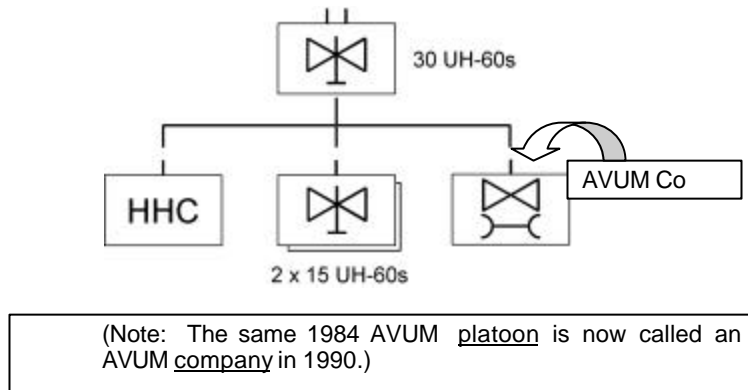 30 UH-60s
AVUM Co
HHC
2 x 15 UH-60s
(Note: The same 1984 AVUM platoon is now called an
AVUM company in 1990.)